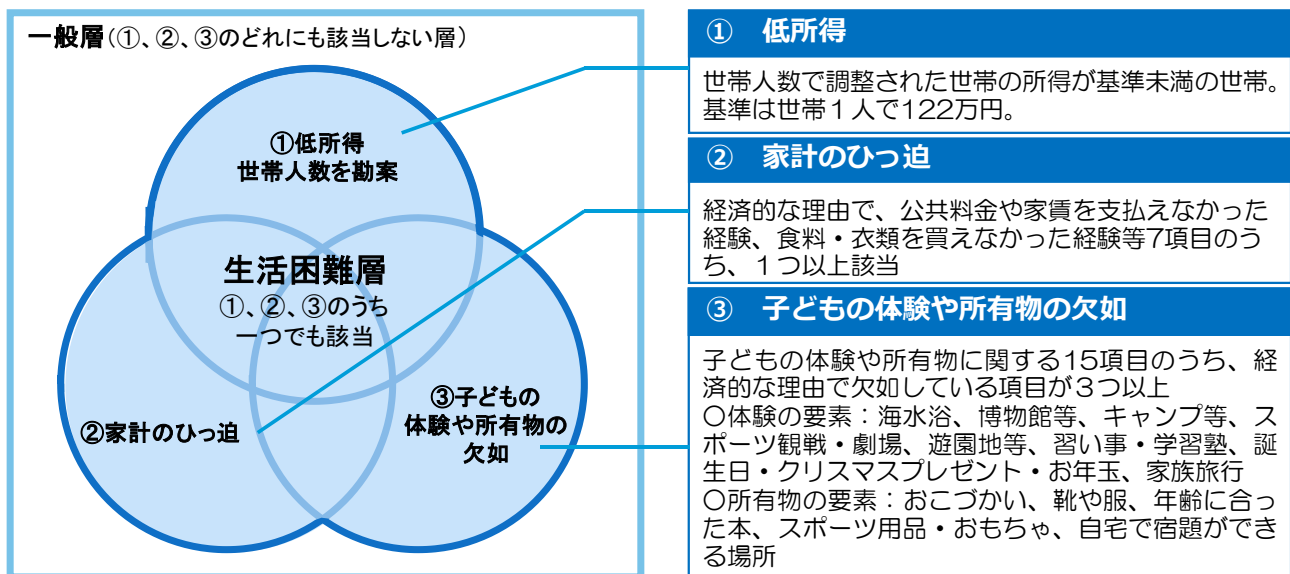 一般層(①、②、③のどれにも該当しない層)
①低所得
世帯人数を勘案
生活困難層
①、②、③のうち
一つでも該当
②家計のひっ迫
③子どもの
体験や所有物の
欠如
① 低所得
世帯人数で調整された世帯の所得が基準未満の世帯。
基準は世帯1人で122万円。
② 家計のひっ迫
経済的な理由で、公共料金や家賃を支払えなかった
経験、食料・衣類を買えなかった経験等7項目のう
ち、1つ以上該当
③ 子どもの体験や所有物の欠如
子どもの体験や所有物に関する15項目のうち、経
済的な理由で欠如している項目が3つ以上
○体験の要素:海水浴、博物館等、キャンプ等、ス
ポーツ観戦・劇場、遊園地等、習い事・学習塾、誕
生日・クリスマスプレゼント・お年玉、家族旅行
○所有物の要素:おこづかい、靴や服、年齢に合っ
た本、スポーツ用品・おもちゃ、自宅で宿題ができ
る場所